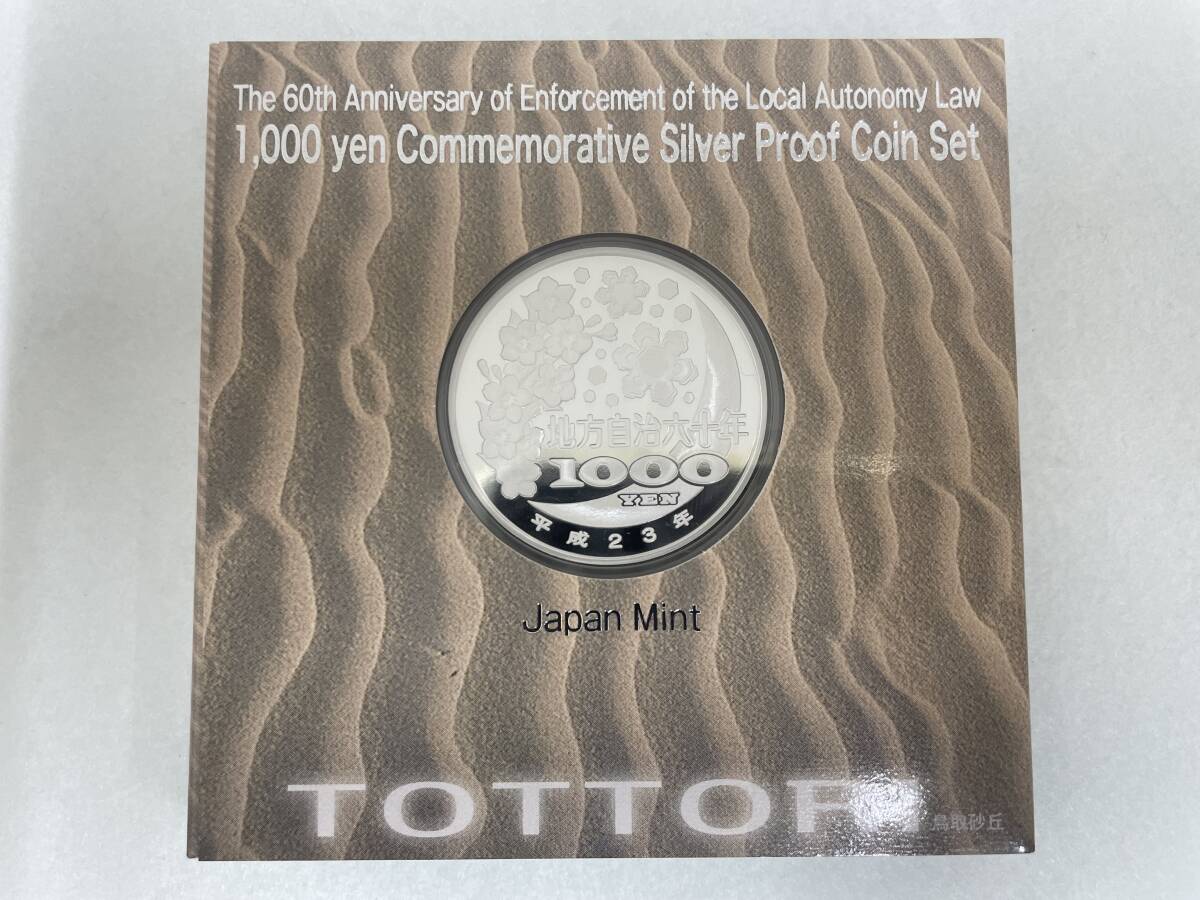 The 60th Anniversary of Enforcement of the Local Autonomy Law
1,000 yen Commemorative Silver Proof Coin Set
地方自治六十年
1000
YEN
平成23年
Japan Mint
TOTTORI
鳥取砂丘